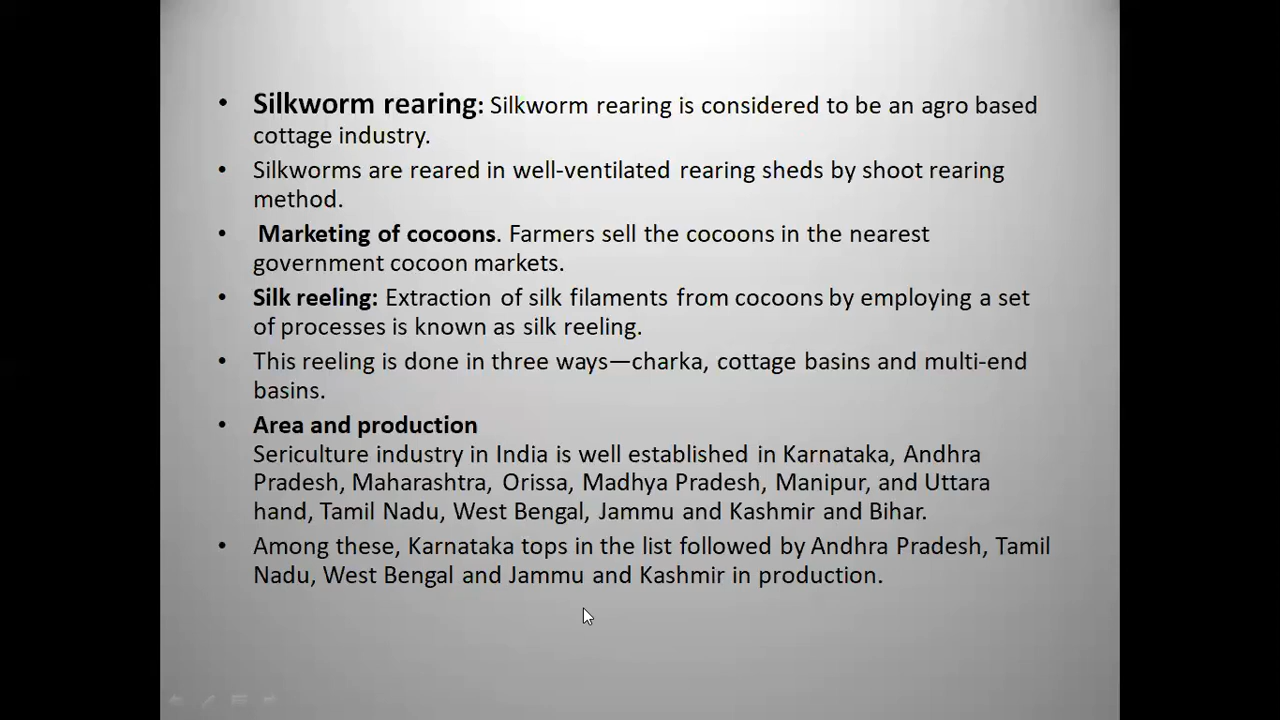 • Silkworm rearing: Silkworm rearing is considered to be an agro based
cottage industry.
• Silkworms are reared in well-ventilated rearing sheds by shoot rearing
method.
• Marketing of cocoons. Farmers sell the cocoons in the nearest
government cocoon markets.
• Silk reeling: Extraction of silk filaments from cocoons by employing a set
of processes is known as silk reeling.
• This reeling is done in three ways—charka, cottage basins and multi-end
basins.
• Area and production
Sericulture industry in India is well established in Karnataka, Andhra
Pradesh, Maharashtra, Orissa, Madhya Pradesh, Manipur, and Uttara
hand, Tamil Nadu, West Bengal, Jammu and Kashmir and Bihar.
• Among these, Karnataka tops in the list followed by Andhra Pradesh, Tamil
Nadu, West Bengal and Jammu and Kashmir in production.